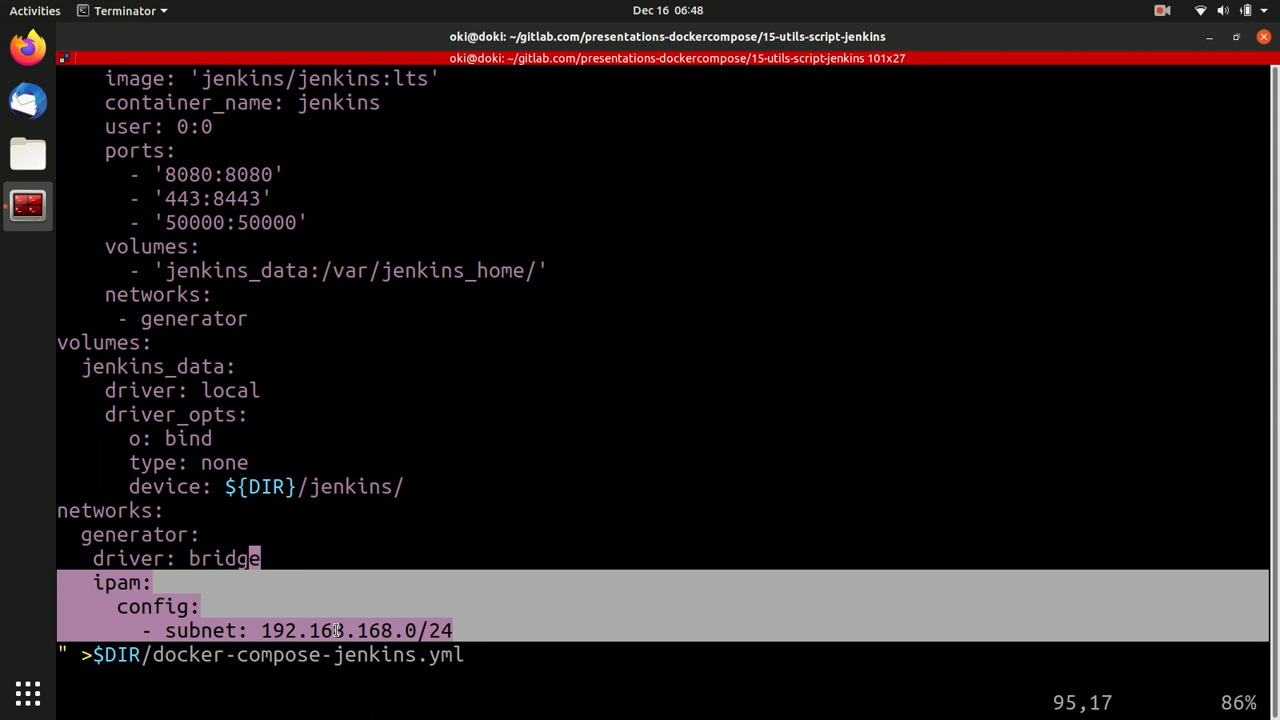 Activities Terminator Dec 16 06:48
oki@doki: ~/gitlab.com/presentations-dockercompose/15-utils-script-jenkins
oki@doki: ~/gitlab.com/presentations-dockercompose/15-utils-script-jenkins 101x27
image: 'jenkins/jenkins:lts'
container_name: jenkins
user: 0:0
ports:
- '8080:8080'
- '443:8443'
- '50000:50000'
volumes:
- 'jenkins_data:/var/jenkins_home/'
networks:
- generator
volumes:
jenkins_data:
driver: local
driver_opts:
o: bind
type: none
device: ${DIR}/jenkins/
networks:
generator:
driver: bridge
ipam:
config:
- subnet: 192.168.168.0/24
" >$DIR/docker-compose-jenkins.yml
95,17 86%